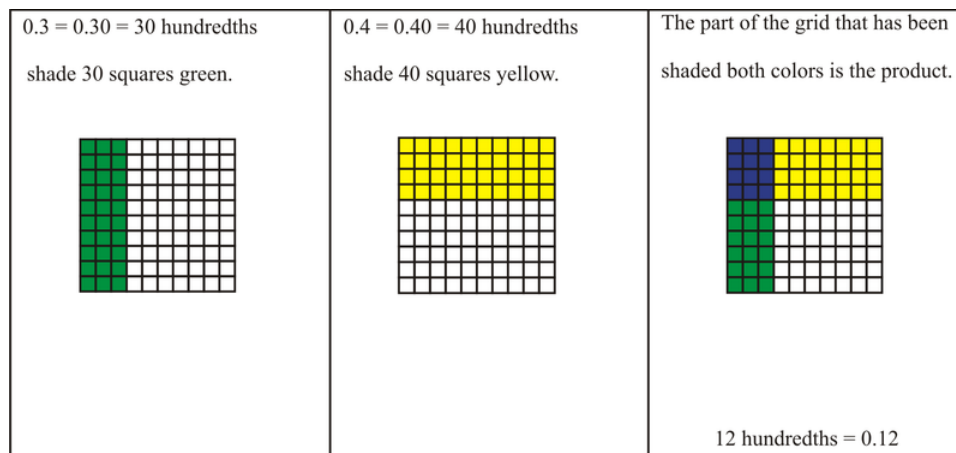 0.3 = 0.30 = 30 hundredths
shade 30 squares green.
0.4 = 0.40 = 40 hundredths
shade 40 squares yellow.
The part of the grid that has been
shaded both colors is the product.
12 hundredths = 0.12